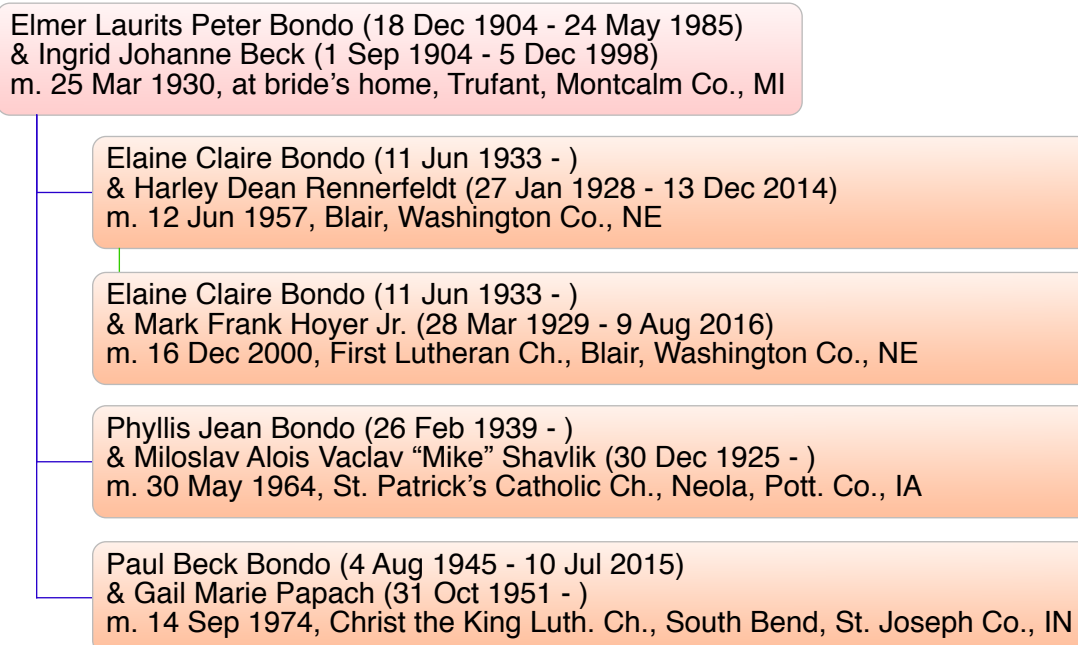 Elmer Laurits Peter Bondo (18 Dec 1904 - 24 May 1985)
& Ingrid Johanne Beck (1 Sep 1904 - 5 Dec 1998)
m. 25 Mar 1930, at bride’s home, Trufant, Montcalm Co., MI
Elaine Claire Bondo (11 Jun 1933 - )
& Harley Dean Rennerfeldt (27 Jan 1928 - 13 Dec 2014)
m. 12 Jun 1957, Blair, Washington Co., NE
Elaine Claire Bondo (11 Jun 1933 - )
& Mark Frank Hoyer Jr. (28 Mar 1929 - 9 Aug 2016)
m. 16 Dec 2000, First Lutheran Ch., Blair, Washington Co., NE
Phyllis Jean Bondo (26 Feb 1939 - )
& Miloslav Alois Vaclav “Mike” Shavlik (30 Dec 1925 - )
m. 30 May 1964, St. Patrick’s Catholic Ch., Neola, Pott. Co., IA
Paul Beck Bondo (4 Aug 1945 - 10 Jul 2015)
& Gail Marie Papach (31 Oct 1951 - )
m. 14 Sep 1974, Christ the King Luth. Ch., South Bend, St. Joseph Co., IN